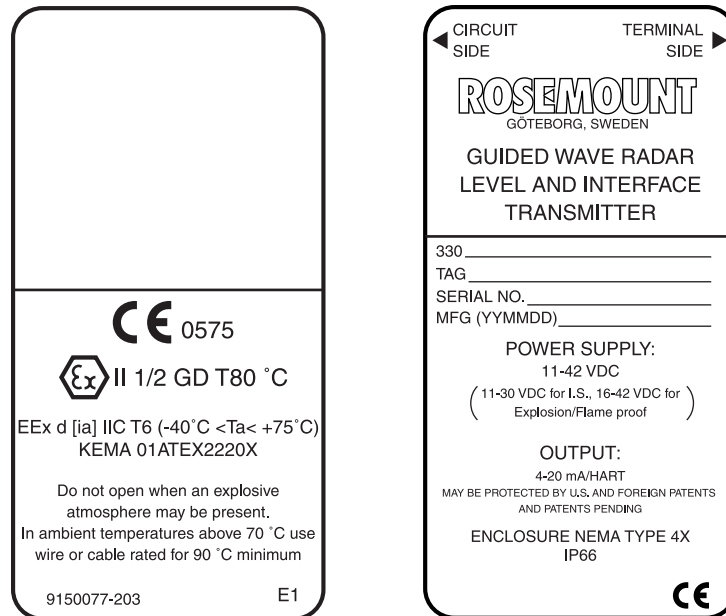 CE 0575
Ex II 1/2 GD T80 ˚C
EEx d [ia] IIC T6 (-40˚C <Ta< +75˚C)
KEMA 01ATEX2220X
Do not open when an explosive
atmosphere may be present.
In ambient temperatures above 70 ˚C use
wire or cable rated for 90 ˚C minimum
9150077-203 E1
CIRCUIT TERMINAL
SIDE SIDE
ROSEMOUNT
GÖTEBORG, SWEDEN
GUIDED WAVE RADAR
LEVEL AND INTERFACE
TRANSMITTER
330
TAG
SERIAL NO.
MFG (YYMMDD)
POWER SUPPLY:
11-42 VDC
(11-30 VDC for I.S., 16-42 VDC for
Explosion/Flame proof)
OUTPUT:
4-20 mA/HART
MAY BE PROTECTED BY U.S. AND FOREIGN PATENTS
AND PATENTS PENDING
ENCLOSURE NEMA TYPE 4X
IP66
CE